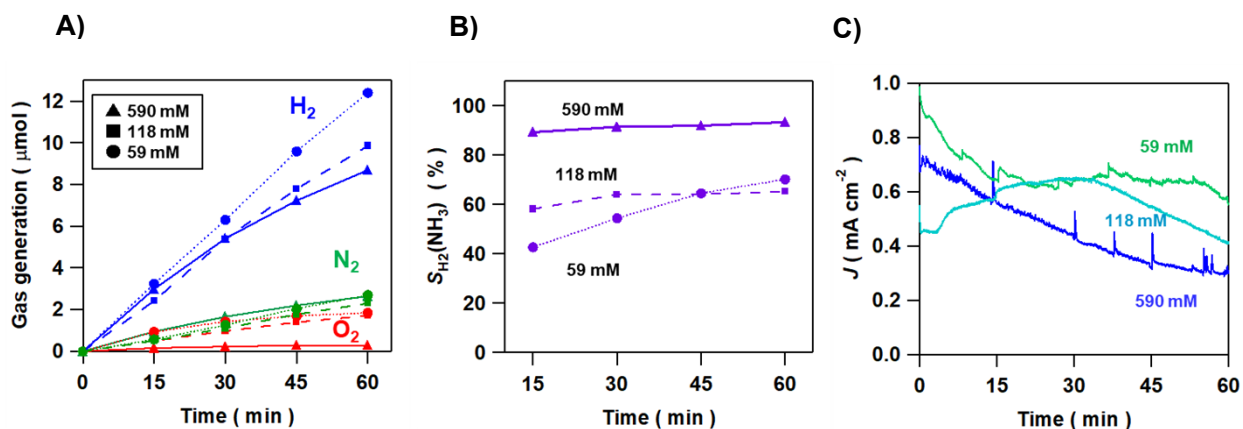 A)
Gas generation ( μmol)
12
10
8
6
4
2
0
590 mM
118 mM
59 mM
H2
N2
O2
0
15
30
45
60
Time ( min )
B)
SH2(NH3) ( % )
100
80
60
40
20
0
590 mM
118 mM
59 mM
15
30
45
60
Time ( min )
C)
J ( mA cm-2 )
1.0
0.8
0.6
0.4
0.2
0.0
59 mM
118 mM
590 mM
0
15
30
45
60
Time ( min )